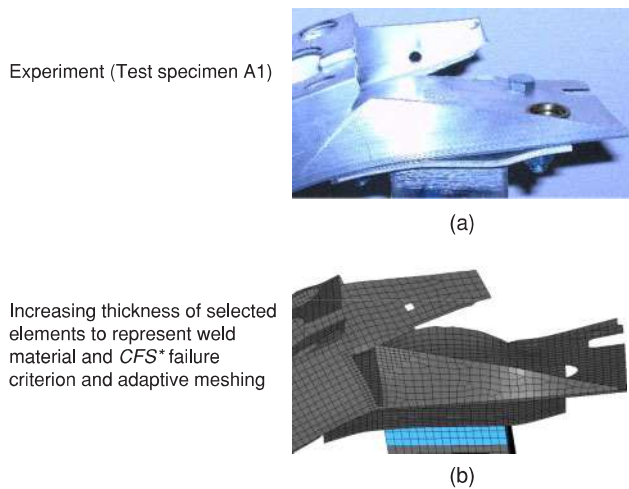 Experiment (Test specimen A1)
(a)
Increasing thickness of selected
elements to represent weld
material and CFS* failure
criterion and adaptive meshing
(b)